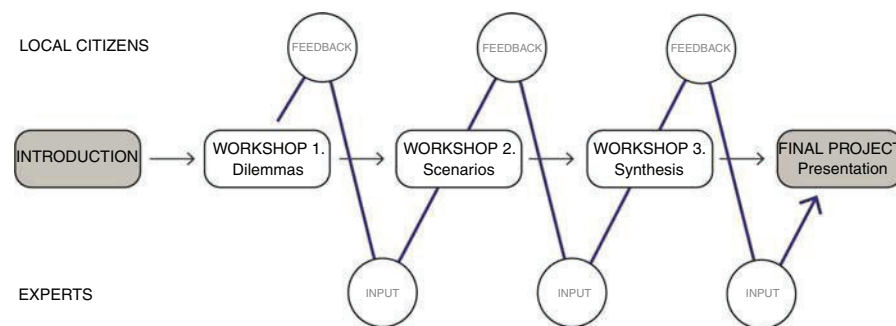 LOCAL CITIZENS
FEEDBACK
FEEDBACK
FEEDBACK
INTRODUCTION
WORKSHOP 1.
Dilemmas
WORKSHOP 2.
Scenarios
WORKSHOP 3.
Synthesis
FINAL PROJECT
Presentation
EXPERTS
INPUT
INPUT
INPUT